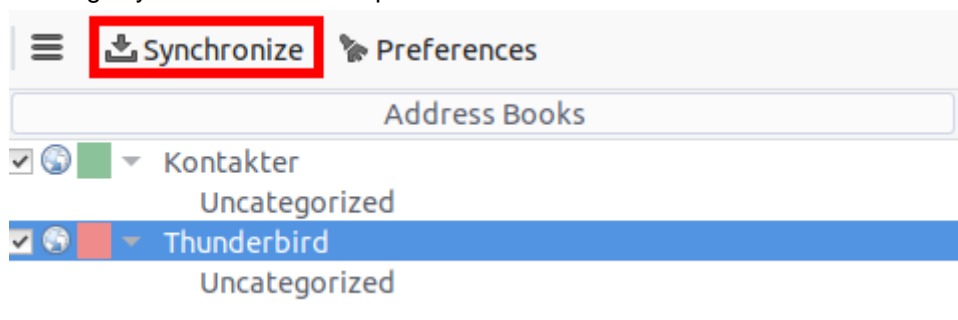 Synchronize Preferences
Address Books
Kontakter
Uncategorized
Thunderbird
Uncategorized